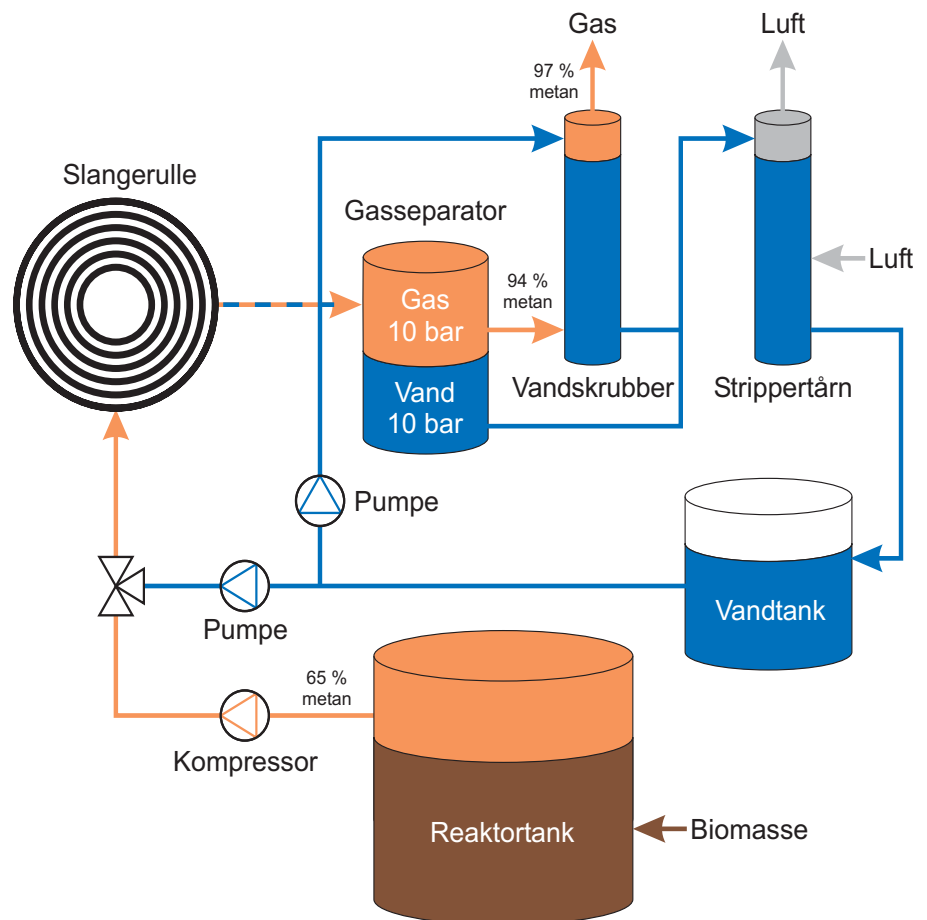 Gas
Luft
97 %
metan
Slangerulle
Gasseparator
Gas
10 bar
94 %
metan
Luft
Vand
10 bar
Vandskrubber
Strippertårn
Pumpe
Vandtank
Pumpe
65 %
metan
Kompressor
Reaktortank
Biomasse